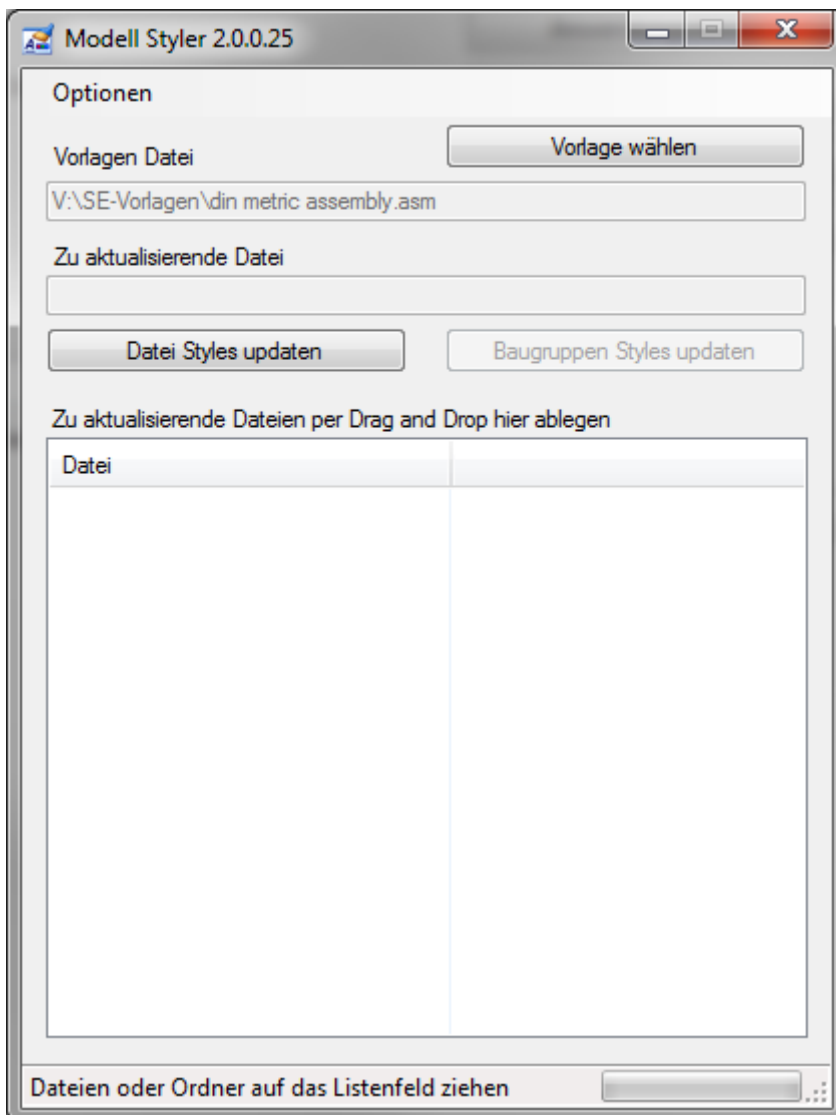 Modell Styler 2.0.0.25
Optionen
Vorlagen Datei
Vorlage wählen
V:\SE-Vorlagen\din metric assembly.asm
Zu aktualisierende Datei
Datei Styles updaten
Baugruppen Styles updaten
Zu aktualisierende Dateien per Drag and Drop hier ablegen
Datei
Dateien oder Ordner auf das Listenfeld ziehen